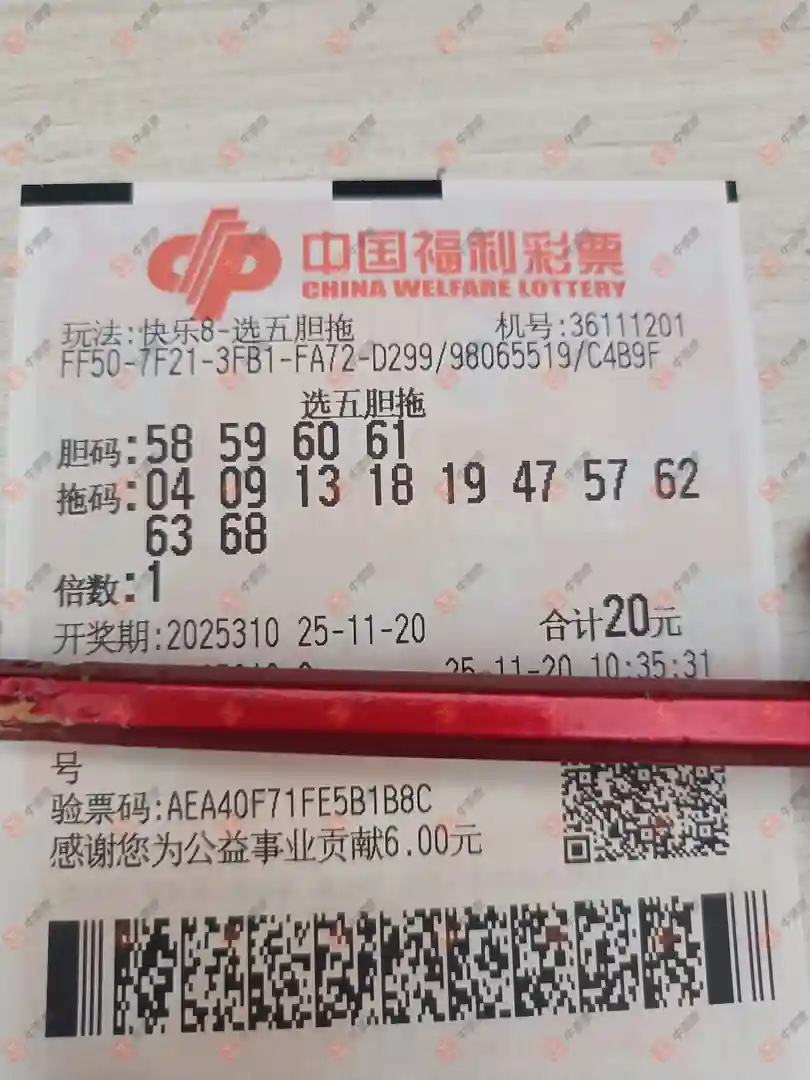 中国福利彩票
CHINA WELFARE LOTTERY
玩法:快乐8-选五胆拖 机号:36111201
FF50-7F21-3FB1-FA72-D299/98065519/C4B9F
选五胆拖
胆码:58 59 60 61
拖码:04 09 13 18 19 47 57 62
63 68
倍数:1
开奖期:2025310 25-11-20 合计20元
25-11-20 10:35:31
号
验票码:AEA40F71FE5B1B8C
感谢您为公益事业贡献6.00元